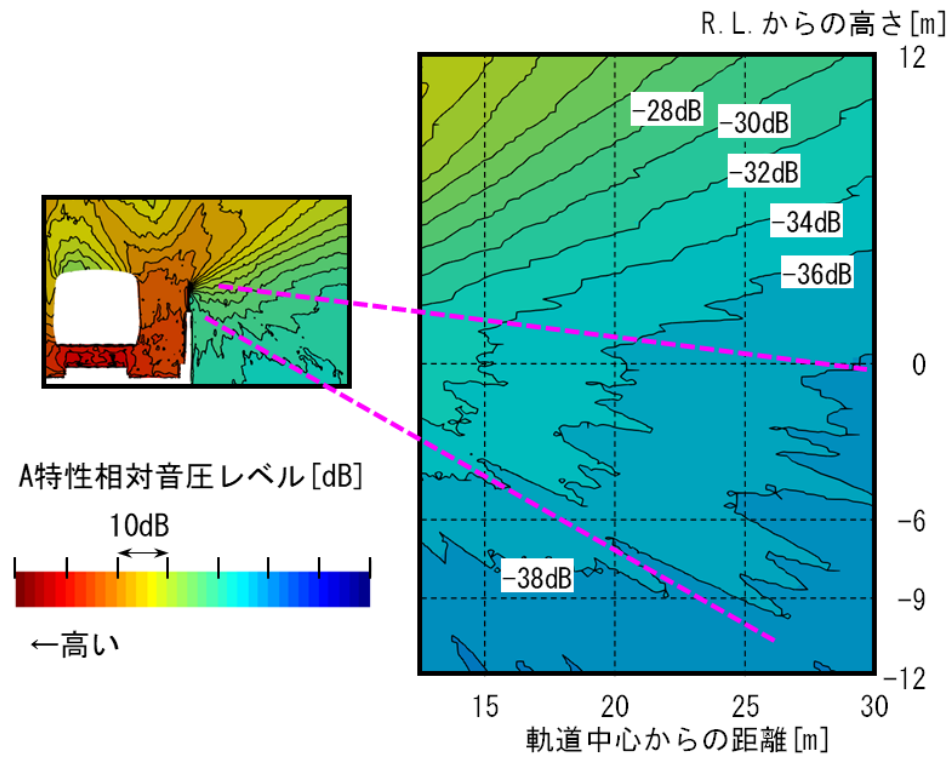 R.L.からの高さ[m]
12
-28dB
-30dB
-32dB
-34dB
-36dB
0
A特性相対音圧レベル[dB]
10dB
-6
-38dB
-9
←高い
-12
15 20 25 30
軌道中心からの距離[m]